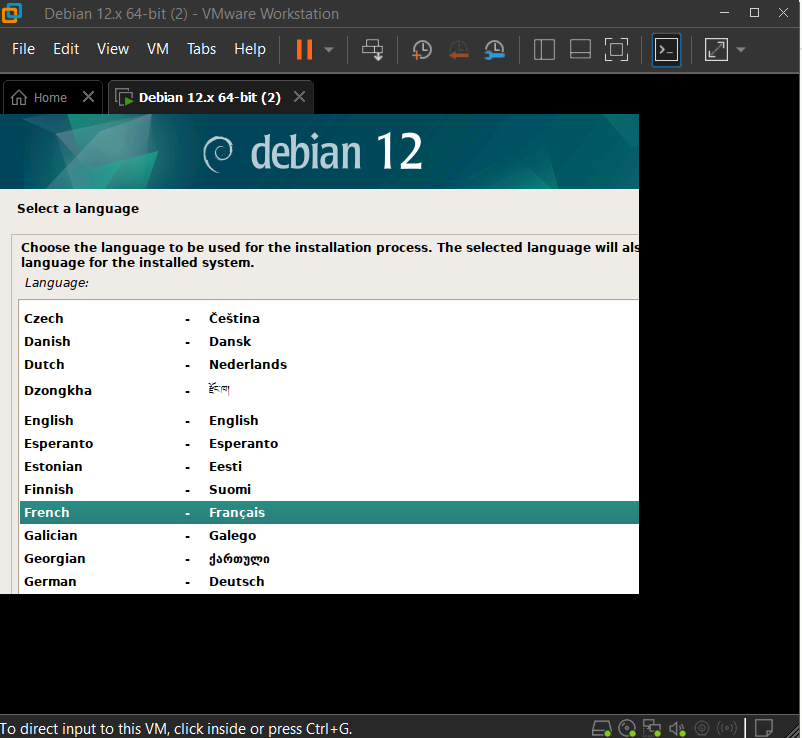 Debian 12.x 64-bit (2) - VMware Workstation
File Edit View VM Tabs Help
Home Debian 12.x 64-bit (2)
debian 12
Select a language
Choose the language to be used for the installation process. The selected language will als
language for the installed system.
Language:
Czech - Čeština
Danish - Dansk
Dutch - Nederlands
Dzongkha - རྫོང་ཁ།
English - English
Esperanto - Esperanto
Estonian - Eesti
Finnish - Suomi
French - Français
Galician - Galego
Georgian - ქართული
German - Deutsch
To direct input to this VM, click inside or press Ctrl+G.